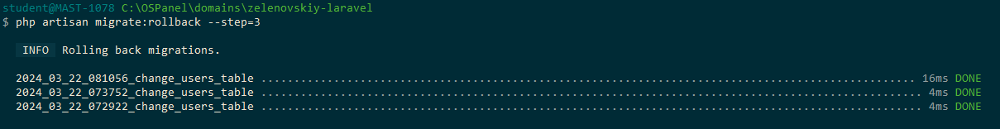 student@MAST-1078 C:\OSPanel\domains\zelenovskiy-laravel
$ php artisan migrate:rollback --step=3
INFO Rolling back migrations.
2024_03_22_081056_change_users_table ................................................................................................... 16ms DONE
2024_03_22_073752_change_users_table .................................................................................................... 4ms DONE
2024_03_22_072922_change_users_table .................................................................................................... 4ms DONE